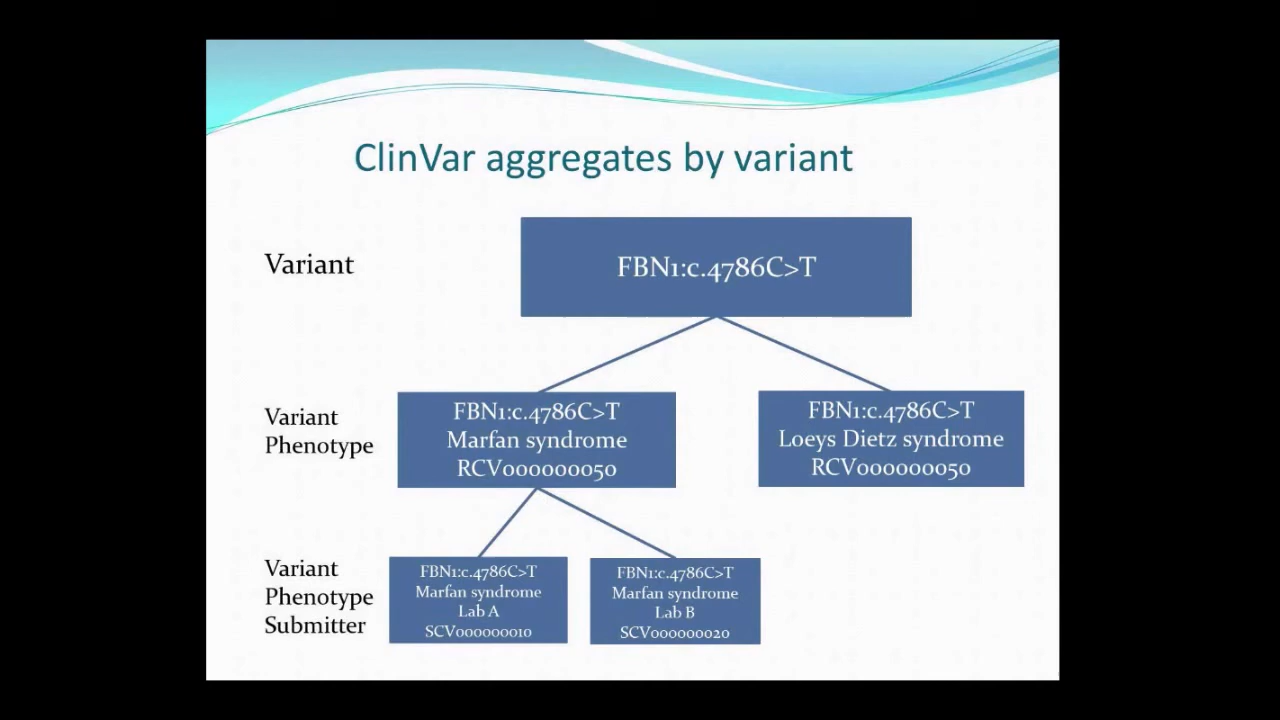 ClinVar aggregates by variant
Variant
FBN1:c.4786C>T
Variant
Phenotype
FBN1:c.4786C>T
Marfan syndrome
RCV000000050
FBN1:c.4786C>T
Loeys Dietz syndrome
RCV000000050
Variant
Phenotype
Submitter
FBN1:c.4786C>T
Marfan syndrome
Lab A
SCV000000010
FBN1:c.4786C>T
Marfan syndrome
Lab B
SCV000000020